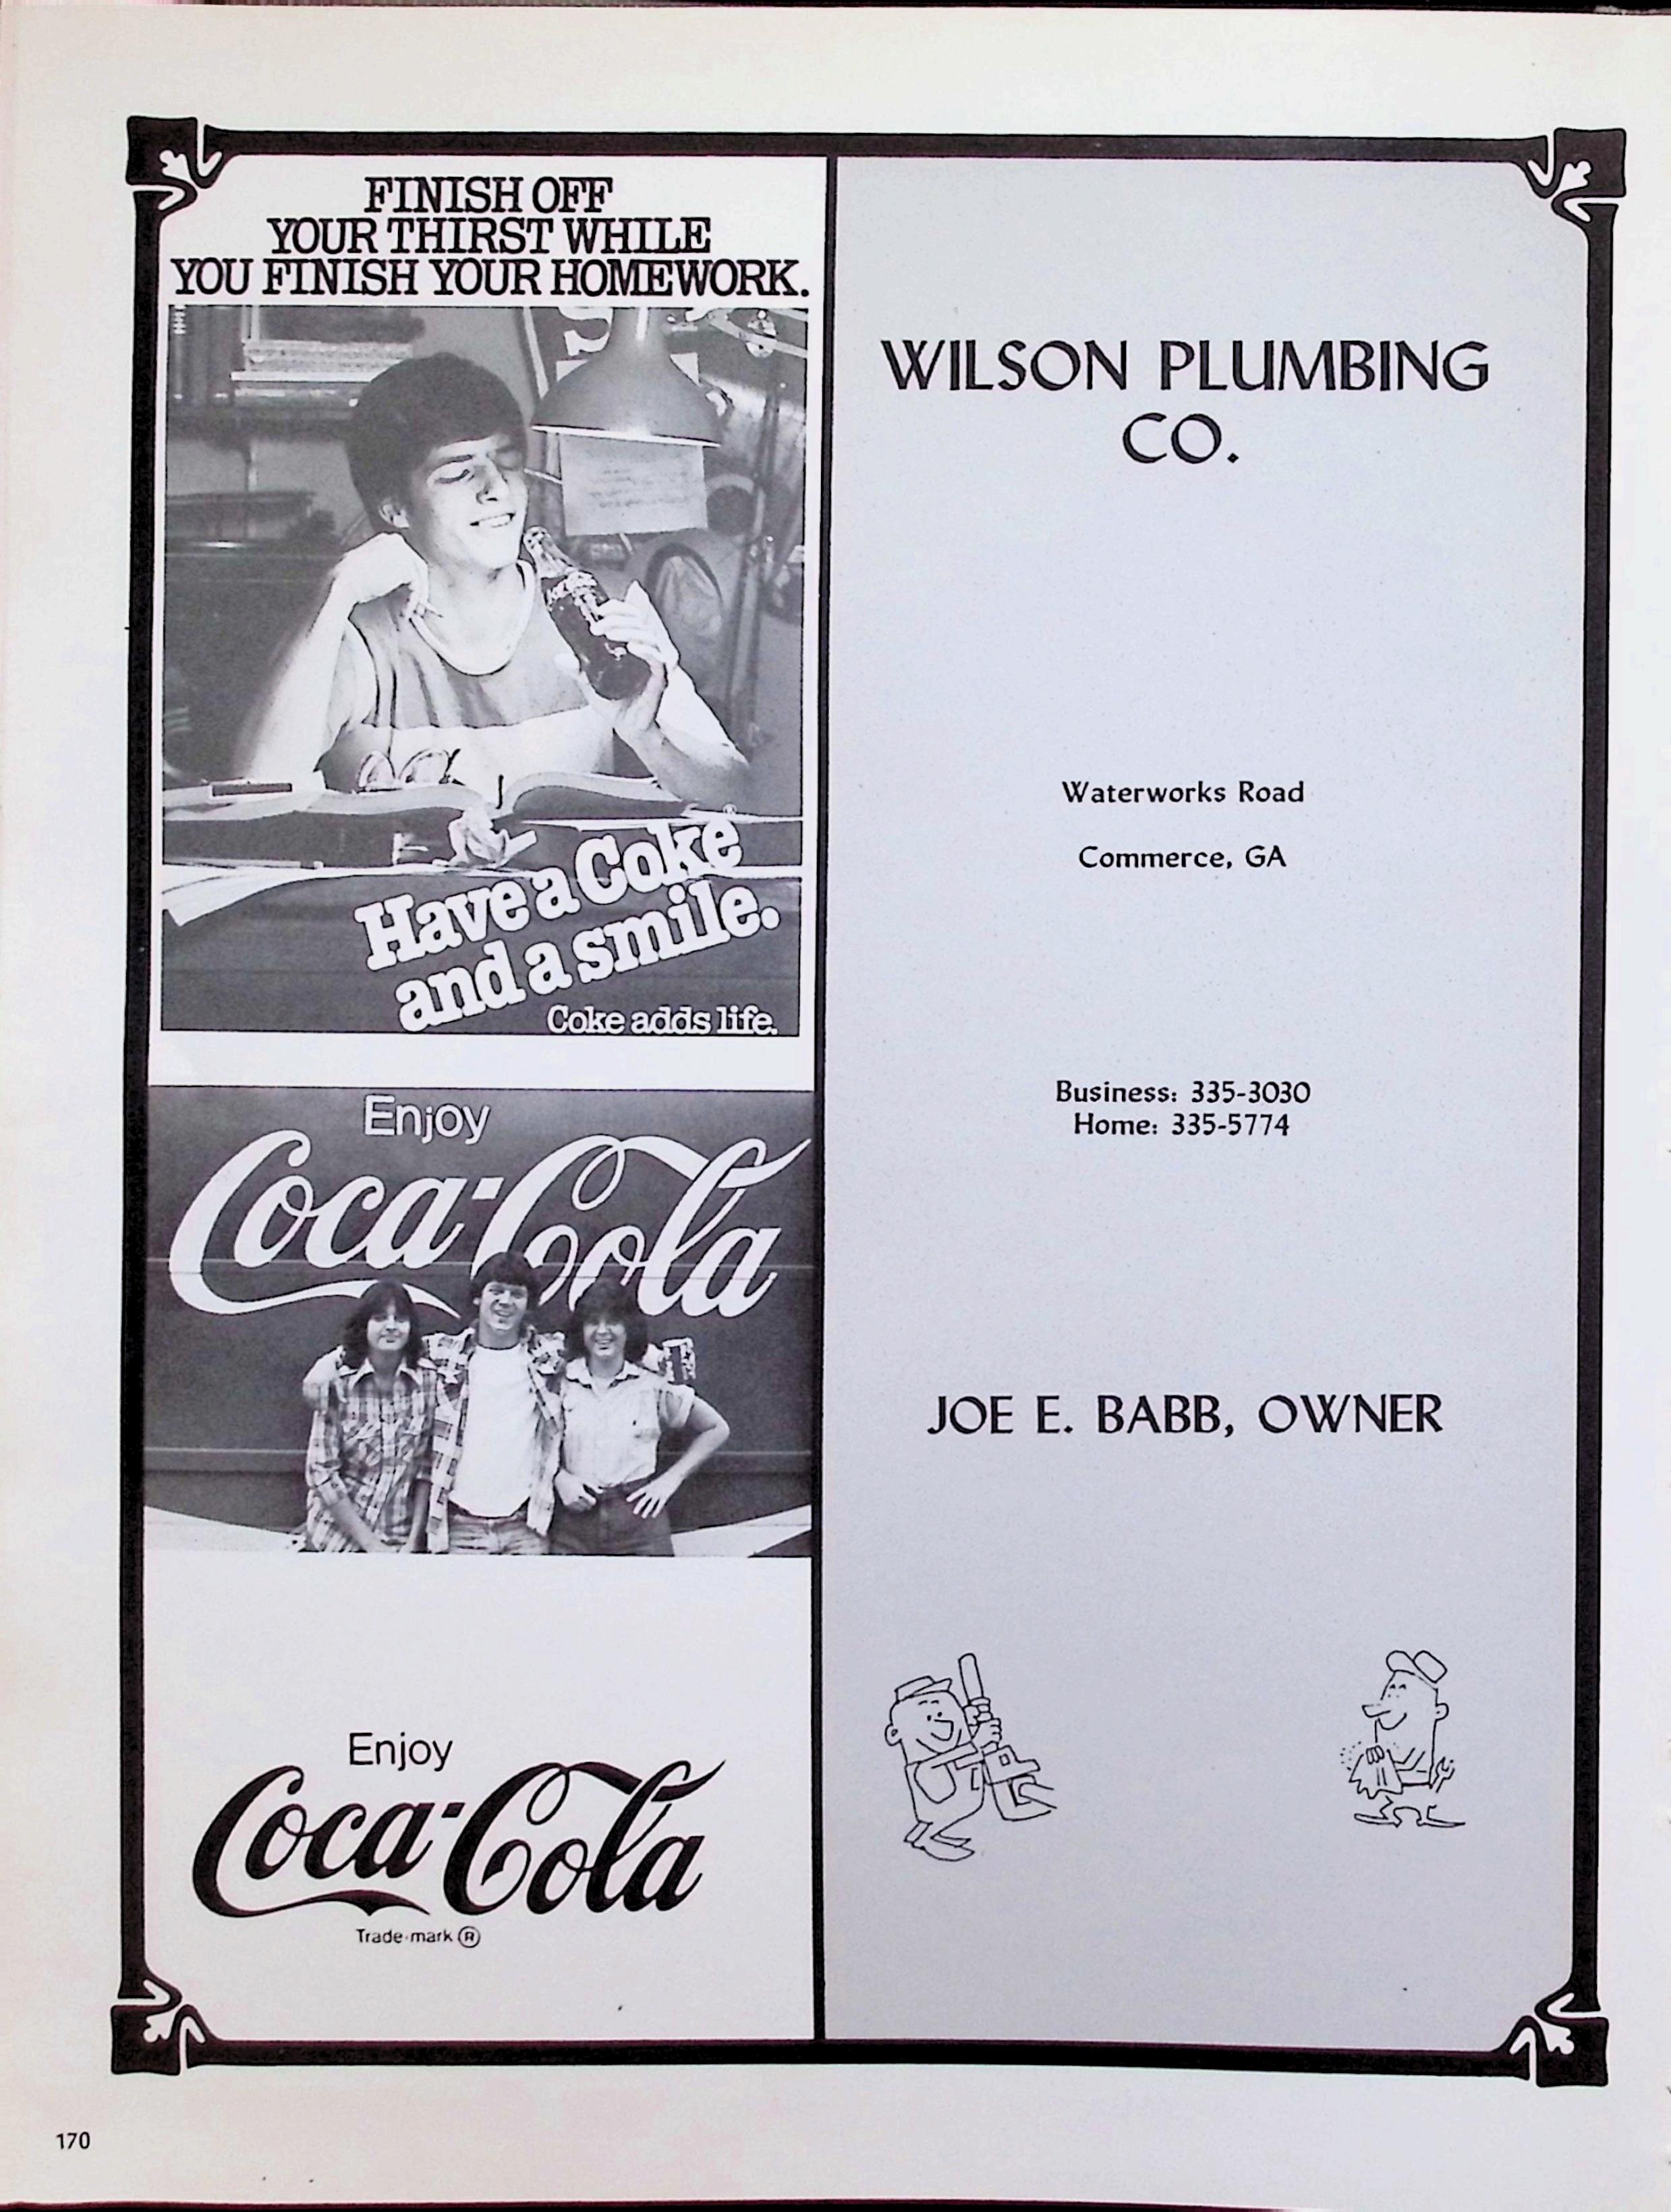 FINISH OFF
YOUR THIRST WHILE
YOU FINISH YOUR HOMEWORK.
Have a Coke
and a smile.
Coke adds life.
Enjoy
Coca-Cola
Enjoy
Coca-Cola
Trade-mark ®
WILSON PLUMBING
CO.
Waterworks Road
Commerce, GA
Business: 335-3030
Home: 335-5774
JOE E. BABB, OWNER
170